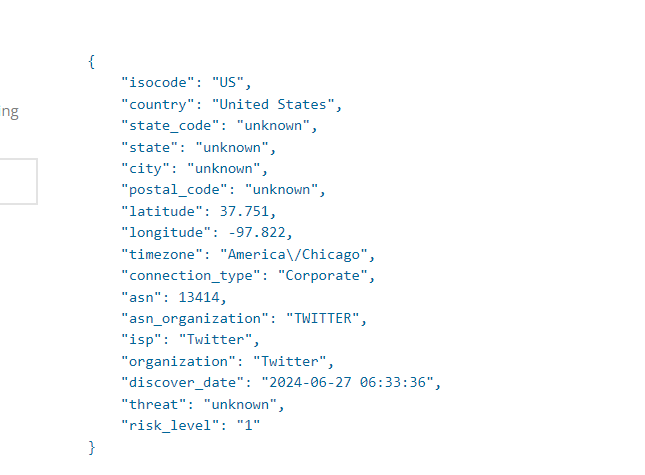 {
"isocode": "US",
"country": "United States",
ing
"state_code": "unknown",
"state": "unknown",
"city": "unknown",
"postal_code": "unknown",
"latitude": 37.751,
"longitude": -97.822,
"timezone": "America\/Chicago",
"connection_type": "Corporate",
"asn": 13414,
"asn_organization": "TWITTER",
"isp": "Twitter",
"organization": "Twitter",
"discover_date": "2024-06-27 06:33:36",
"threat": "unknown",
"risk_level": "1"
}